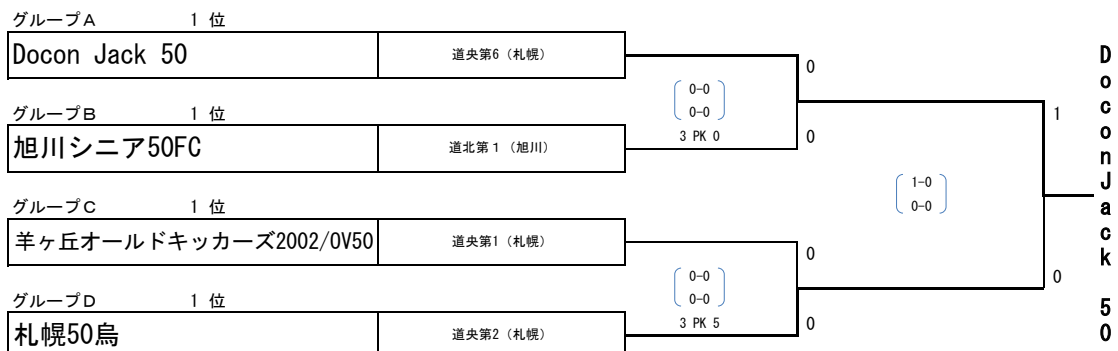 グループA 1 位
Docon Jack 50 道央第6（札幌）
0
0-0
0-0
3 PK 0
グループB 1 位
旭川シニア50FC 道北第１（旭川）
0
1
1-0
0-0
Docon Jack 50
グループC 1 位
羊ヶ丘オールドキッカーズ2002/OV50 道央第1（札幌）
0
0-0
0-0
3 PK 5
0
グループD 1 位
札幌50烏 道央第2（札幌）
0